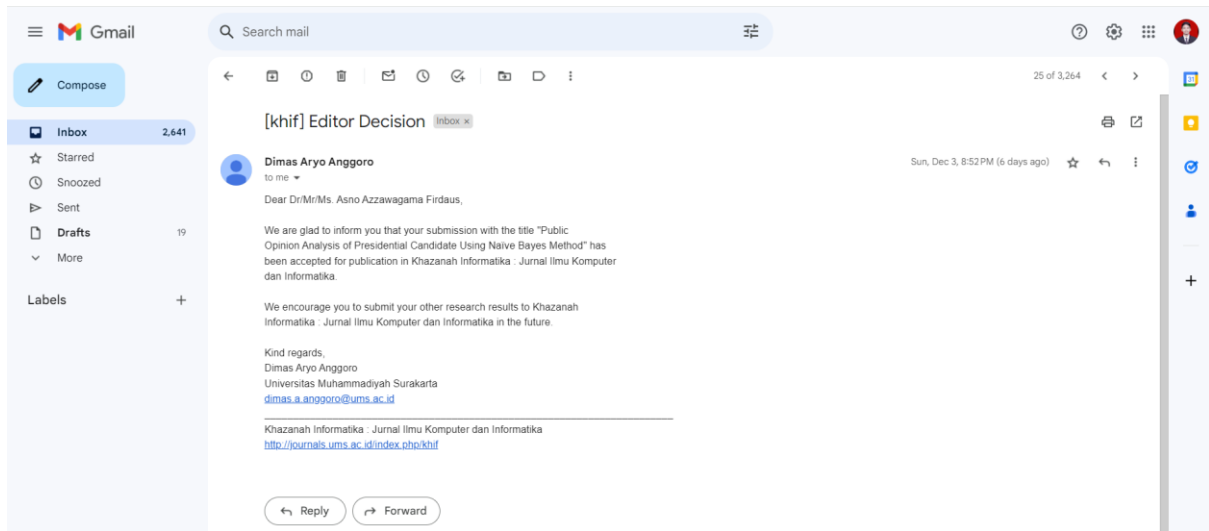 Gmail
Search mail
Compose
25 of 3,264
31
[khif] Editor Decision Inbox ×
Inbox 2,641
Starred
Snoozed
Sent
Drafts 19
More
Labels
Dimas Aryo Anggoro
Sun, Dec 3, 8:52 PM (6 days ago)
to me
Dear Dr/Mr/Ms. Asno Azzawagama Firdaus,
We are glad to inform you that your submission with the title "Public
Opinion Analysis of Presidential Candidate Using Naïve Bayes Method" has
been accepted for publication in Khazanah Informatika : Jurnal Ilmu Komputer
dan Informatika.
We encourage you to submit your other research results to Khazanah
Informatika : Jurnal Ilmu Komputer dan Informatika in the future.
Kind regards,
Dimas Aryo Anggoro
Universitas Muhammadiyah Surakarta
dimas.a.anggoro@ums.ac.id
Khazanah Informatika : Jurnal Ilmu Komputer dan Informatika
http://journals.ums.ac.id/index.php/khif
Reply
Forward